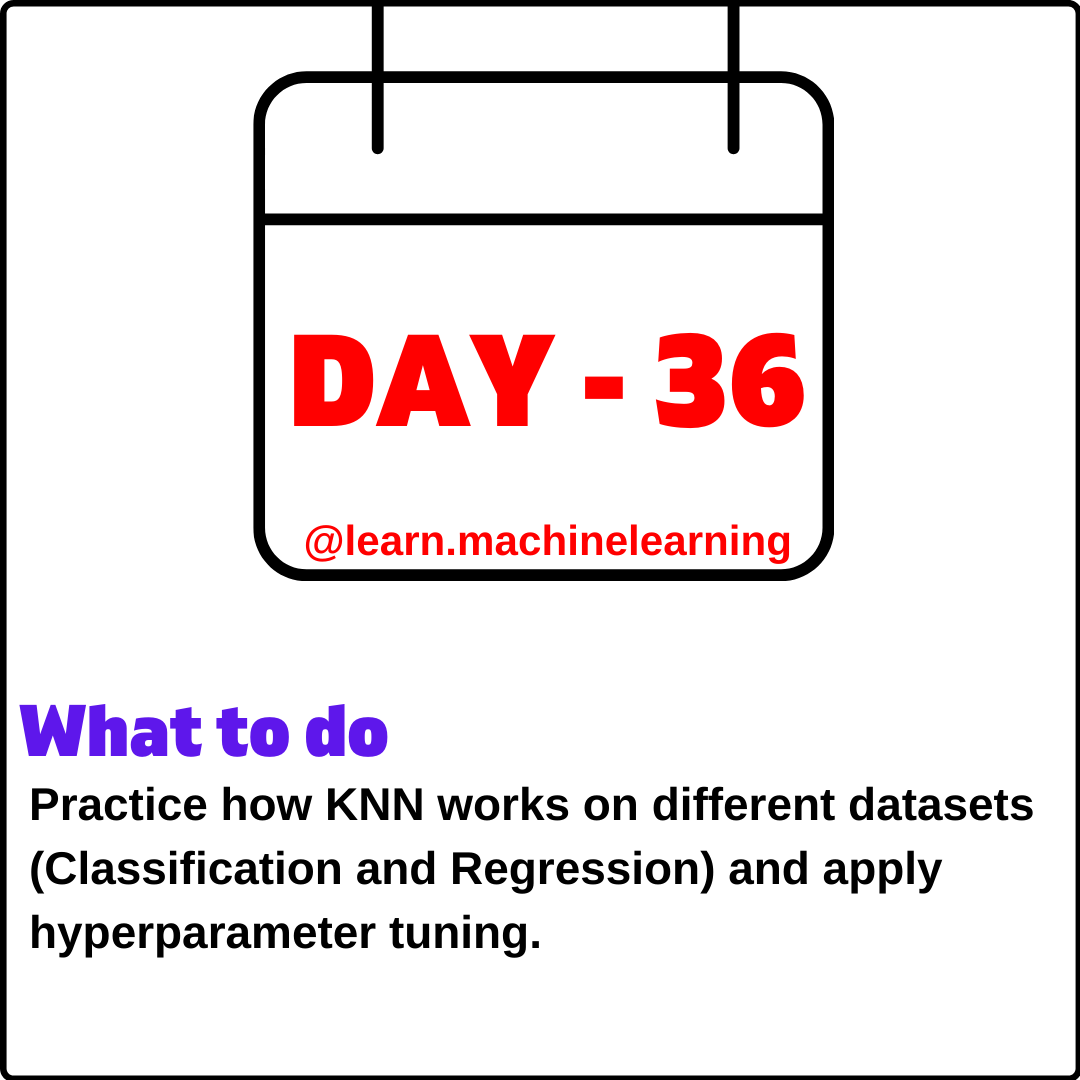 DAY - 36
@learn.machinelearning
What to do
Practice how KNN works on different datasets
(Classification and Regression) and apply
hyperparameter tuning.